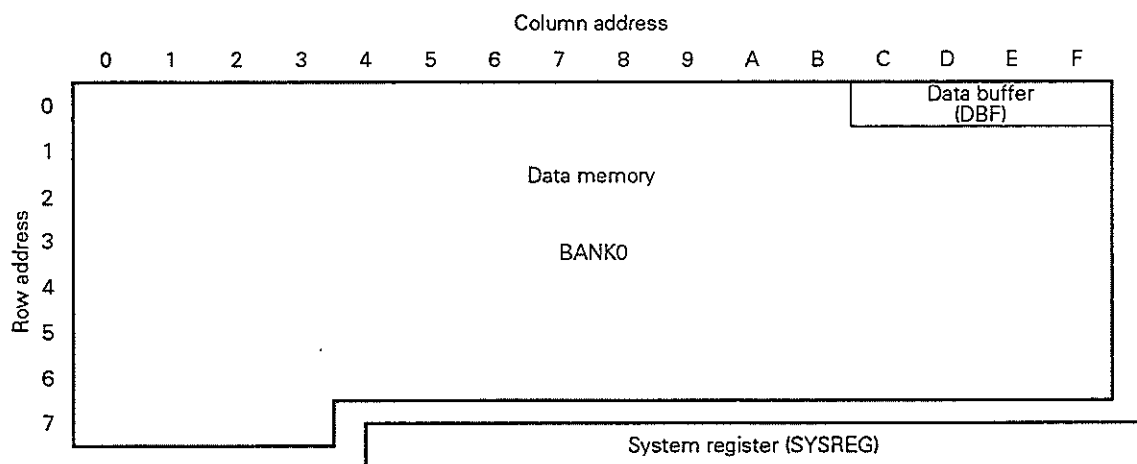 Column address
0 1 2 3 4 5 6 7 8 9 A B C D E F
0 Data buffer
(DBF)
1
Data memory
2
3 BANK0
4
5
6
7 System register (SYSREG)
Row address